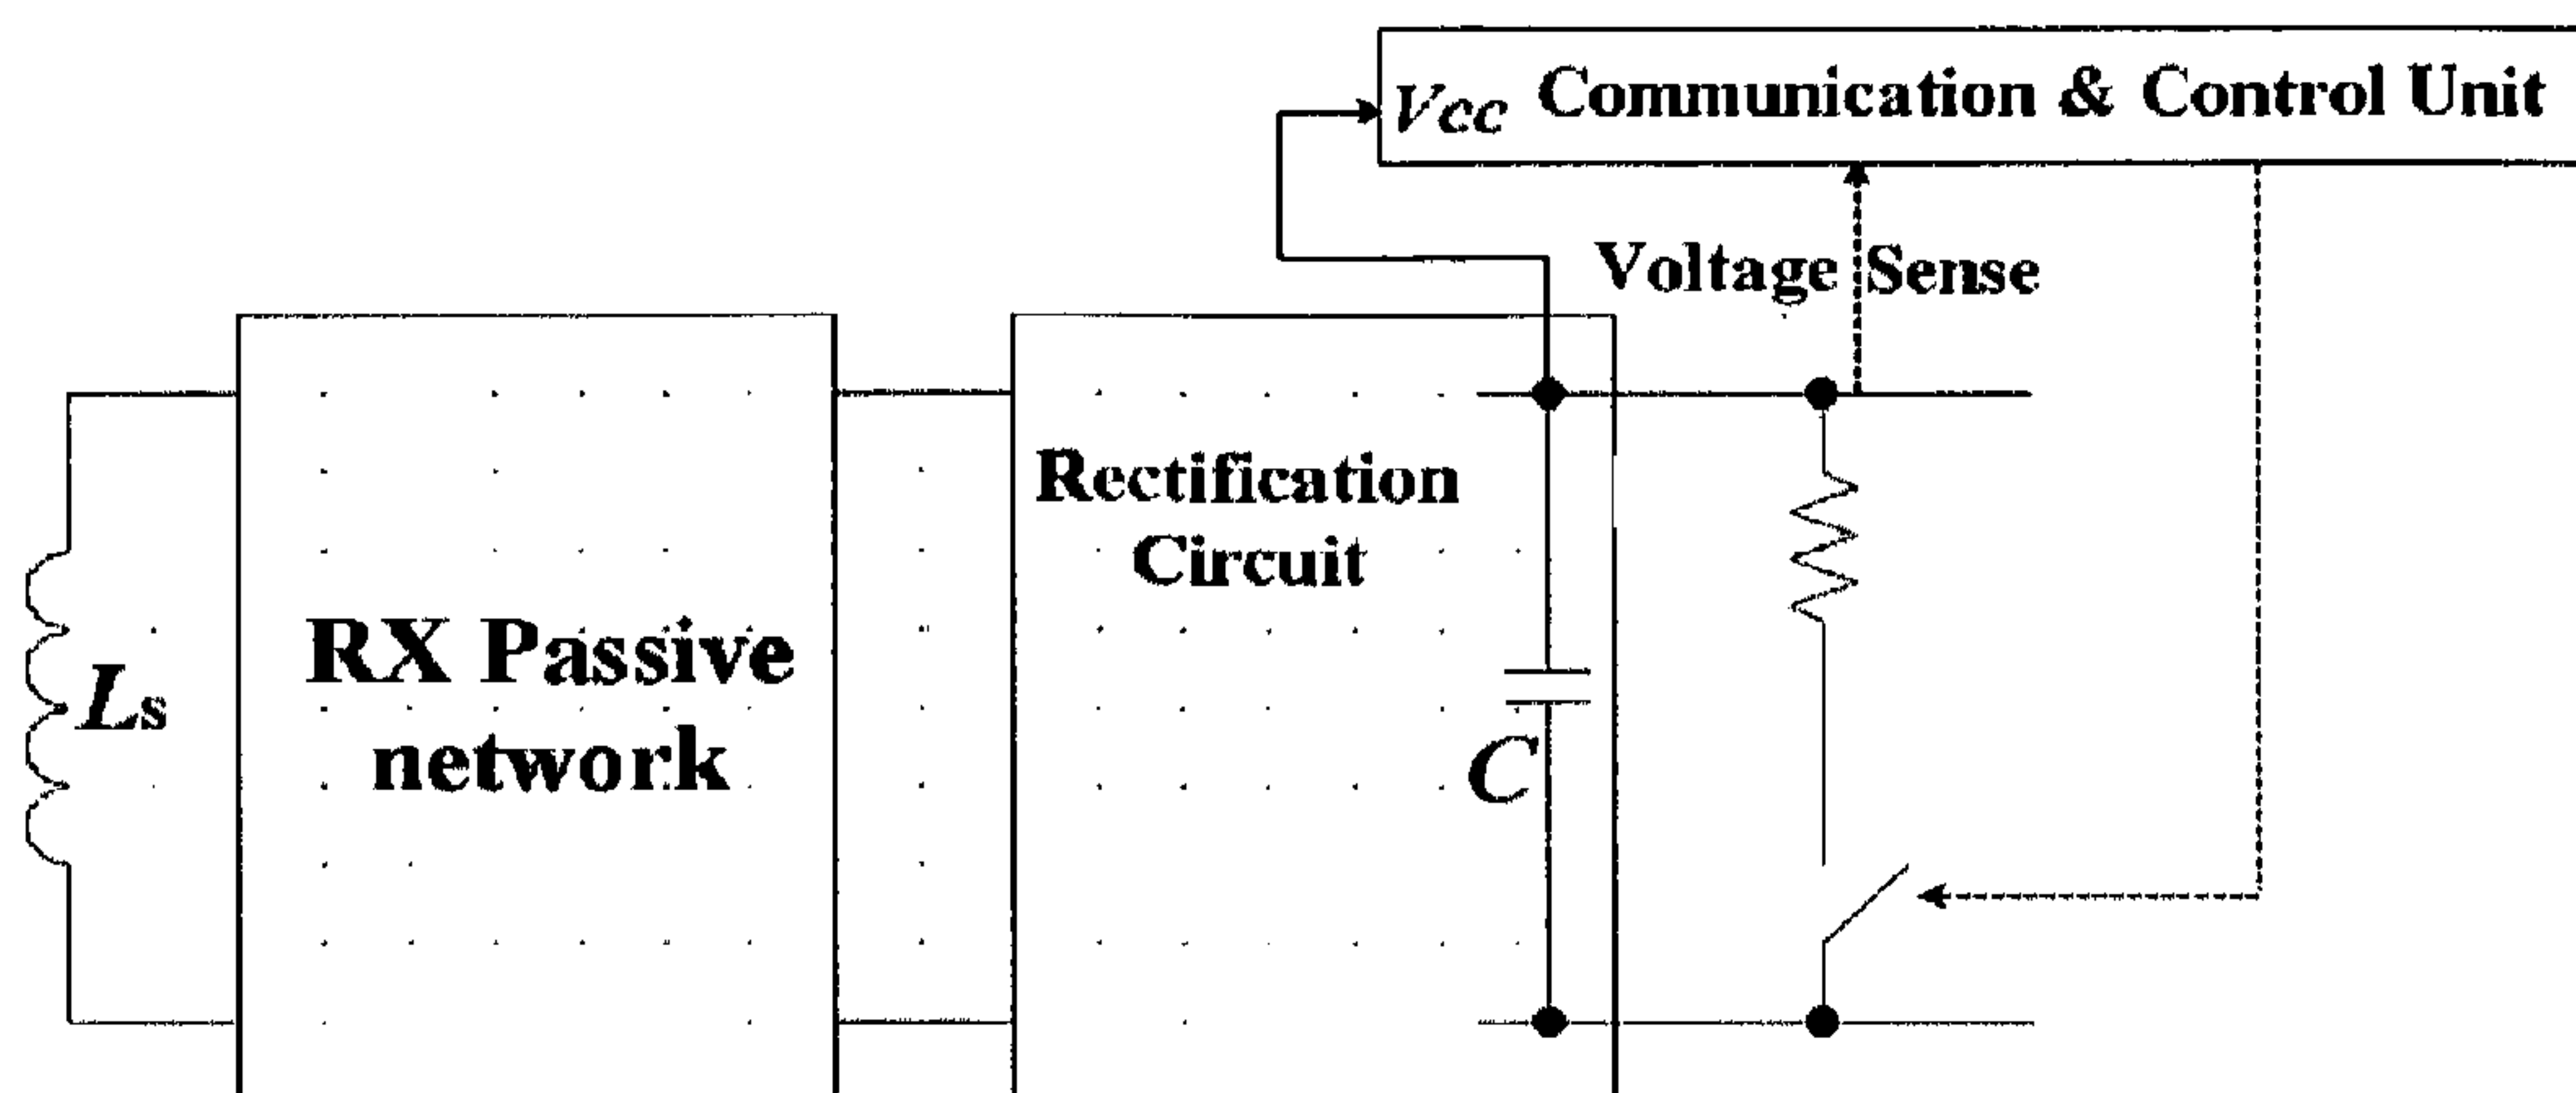 Vcc Communication & Control Unit
Voltage Sense
Rectification
Circuit
RX Passive
network
Ls
C